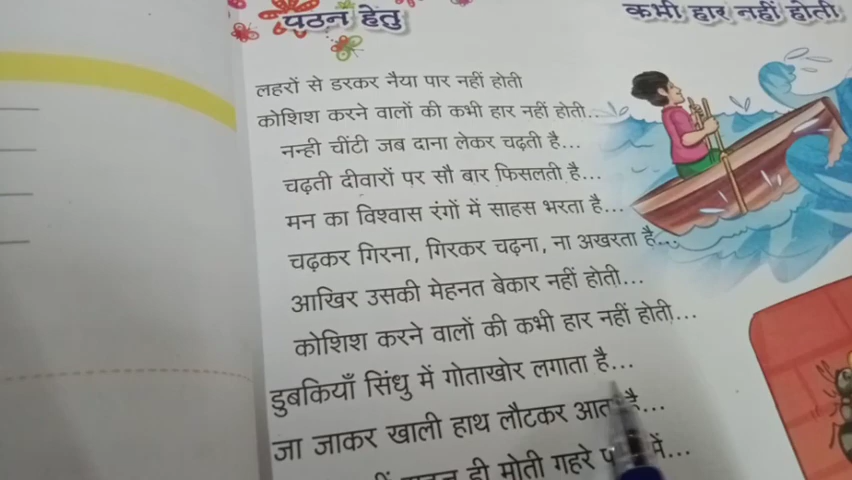 पठन हेतु
कभी हार नहीं होती
लहरों से डरकर नैया पार नहीं होती
कोशिश करने वालों की कभी हार नहीं होती..
नन्ही चींटी जब दाना लेकर चढ़ती है...
चढ़ती दीवारों पर सौ बार फिसलती है...
मन का विश्वास रंगों में साहस भरता है...
चढ़कर गिरना, गिरकर चढ़ना, ना अखरता है...
आखिर उसकी मेहनत बेकार नहीं होती...
कोशिश करने वालों की कभी हार नहीं होती...
डुबकियाँ सिंधु में गोताखोर लगाता है...
जा जाकर खाली हाथ लौटकर आता है...
ही मोती गहरे में...